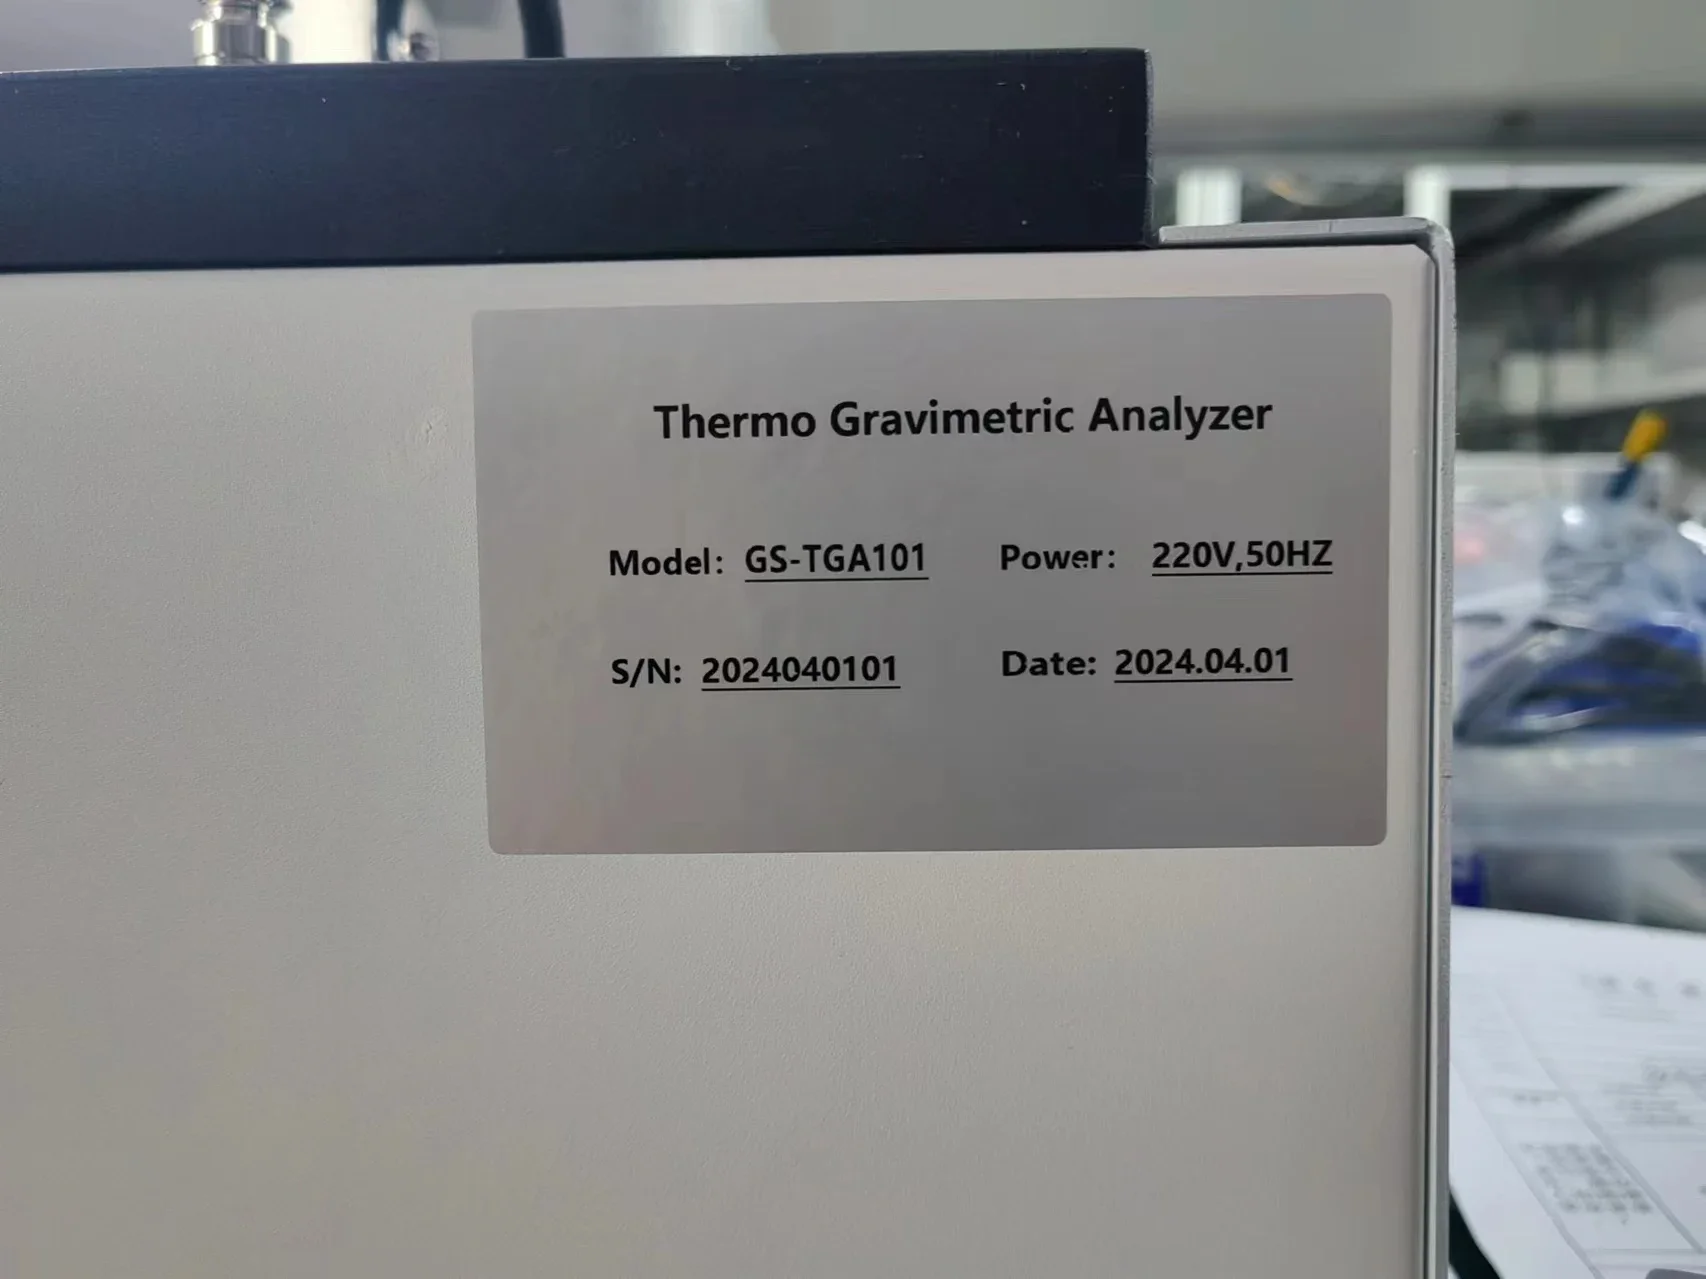 Thermo Gravimetric Analyzer
Model: GS-TGA101 Power: 220V,50HZ
S/N: 2024040101 Date: 2024.04.01